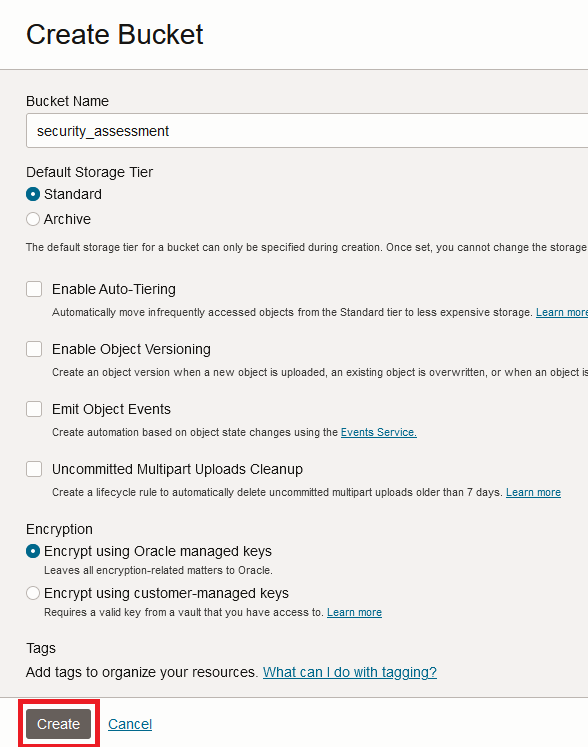 Create Bucket
Bucket Name
security_assessment
Default Storage Tier
Standard
Archive
The default storage tier for a bucket can only be specified during creation. Once set, you cannot change the storage
Enable Auto-Tiering
Automatically move infrequently accessed objects from the Standard tier to less expensive storage. Learn more
Enable Object Versioning
Create an object version when a new object is uploaded, an existing object is overwritten, or when an object is
Emit Object Events
Create automation based on object state changes using the Events Service.
Uncommitted Multipart Uploads Cleanup
Create a lifecycle rule to automatically delete uncommitted multipart uploads older than 7 days. Learn more
Encryption
Encrypt using Oracle managed keys
Leaves all encryption-related matters to Oracle.
Encrypt using customer-managed keys
Requires a valid key from a vault that you have access to. Learn more
Tags
Add tags to organize your resources. What can I do with tagging?
Create Cancel